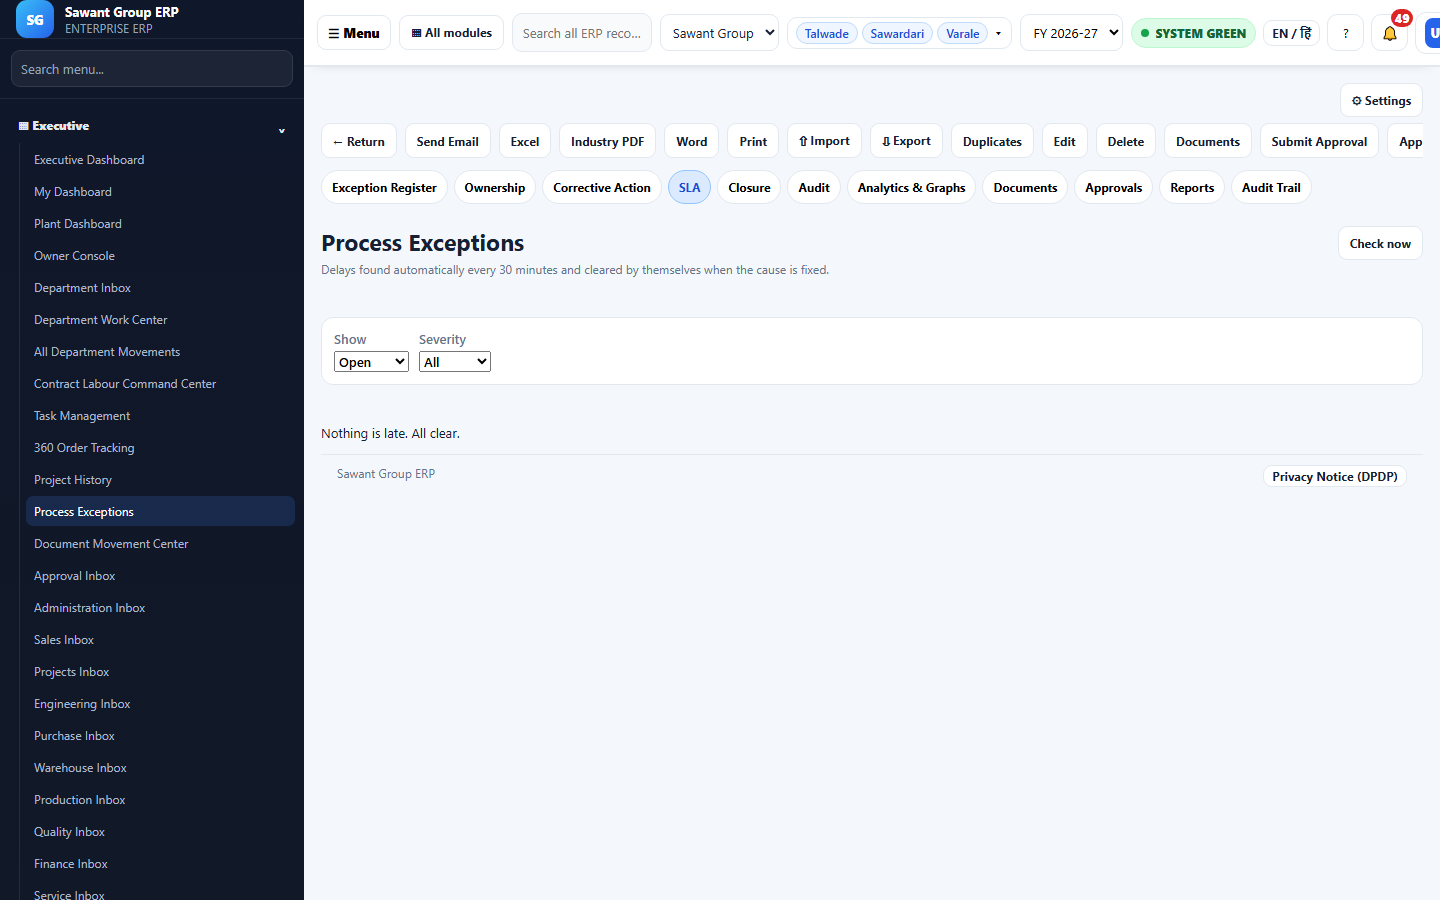 SG
Sawant Group ERP
ENTERPRISE ERP
Search menu...
Executive
Executive Dashboard
My Dashboard
Plant Dashboard
Owner Console
Department Inbox
Department Work Center
All Department Movements
Contract Labour Command Center
Task Management
360 Order Tracking
Project History
Process Exceptions
Document Movement Center
Approval Inbox
Administration Inbox
Sales Inbox
Projects Inbox
Engineering Inbox
Purchase Inbox
Warehouse Inbox
Production Inbox
Quality Inbox
Finance Inbox
Service Inbox
☰ Menu All modules Search all ERP reco... Sawant Group Talwade Sawardari Varale FY 2026-27 SYSTEM GREEN EN / हिं ? 49 U
⚙ Settings
← Return Send Email Excel Industry PDF Word Print ⇧ Import ⇩ Export Duplicates Edit Delete Documents Submit Approval App
Exception Register Ownership Corrective Action SLA Closure Audit Analytics & Graphs Documents Approvals Reports Audit Trail
Process Exceptions Check now
Delays found automatically every 30 minutes and cleared by themselves when the cause is fixed.
Show Severity
Open All
Nothing is late. All clear.
Sawant Group ERP Privacy Notice (DPDP)